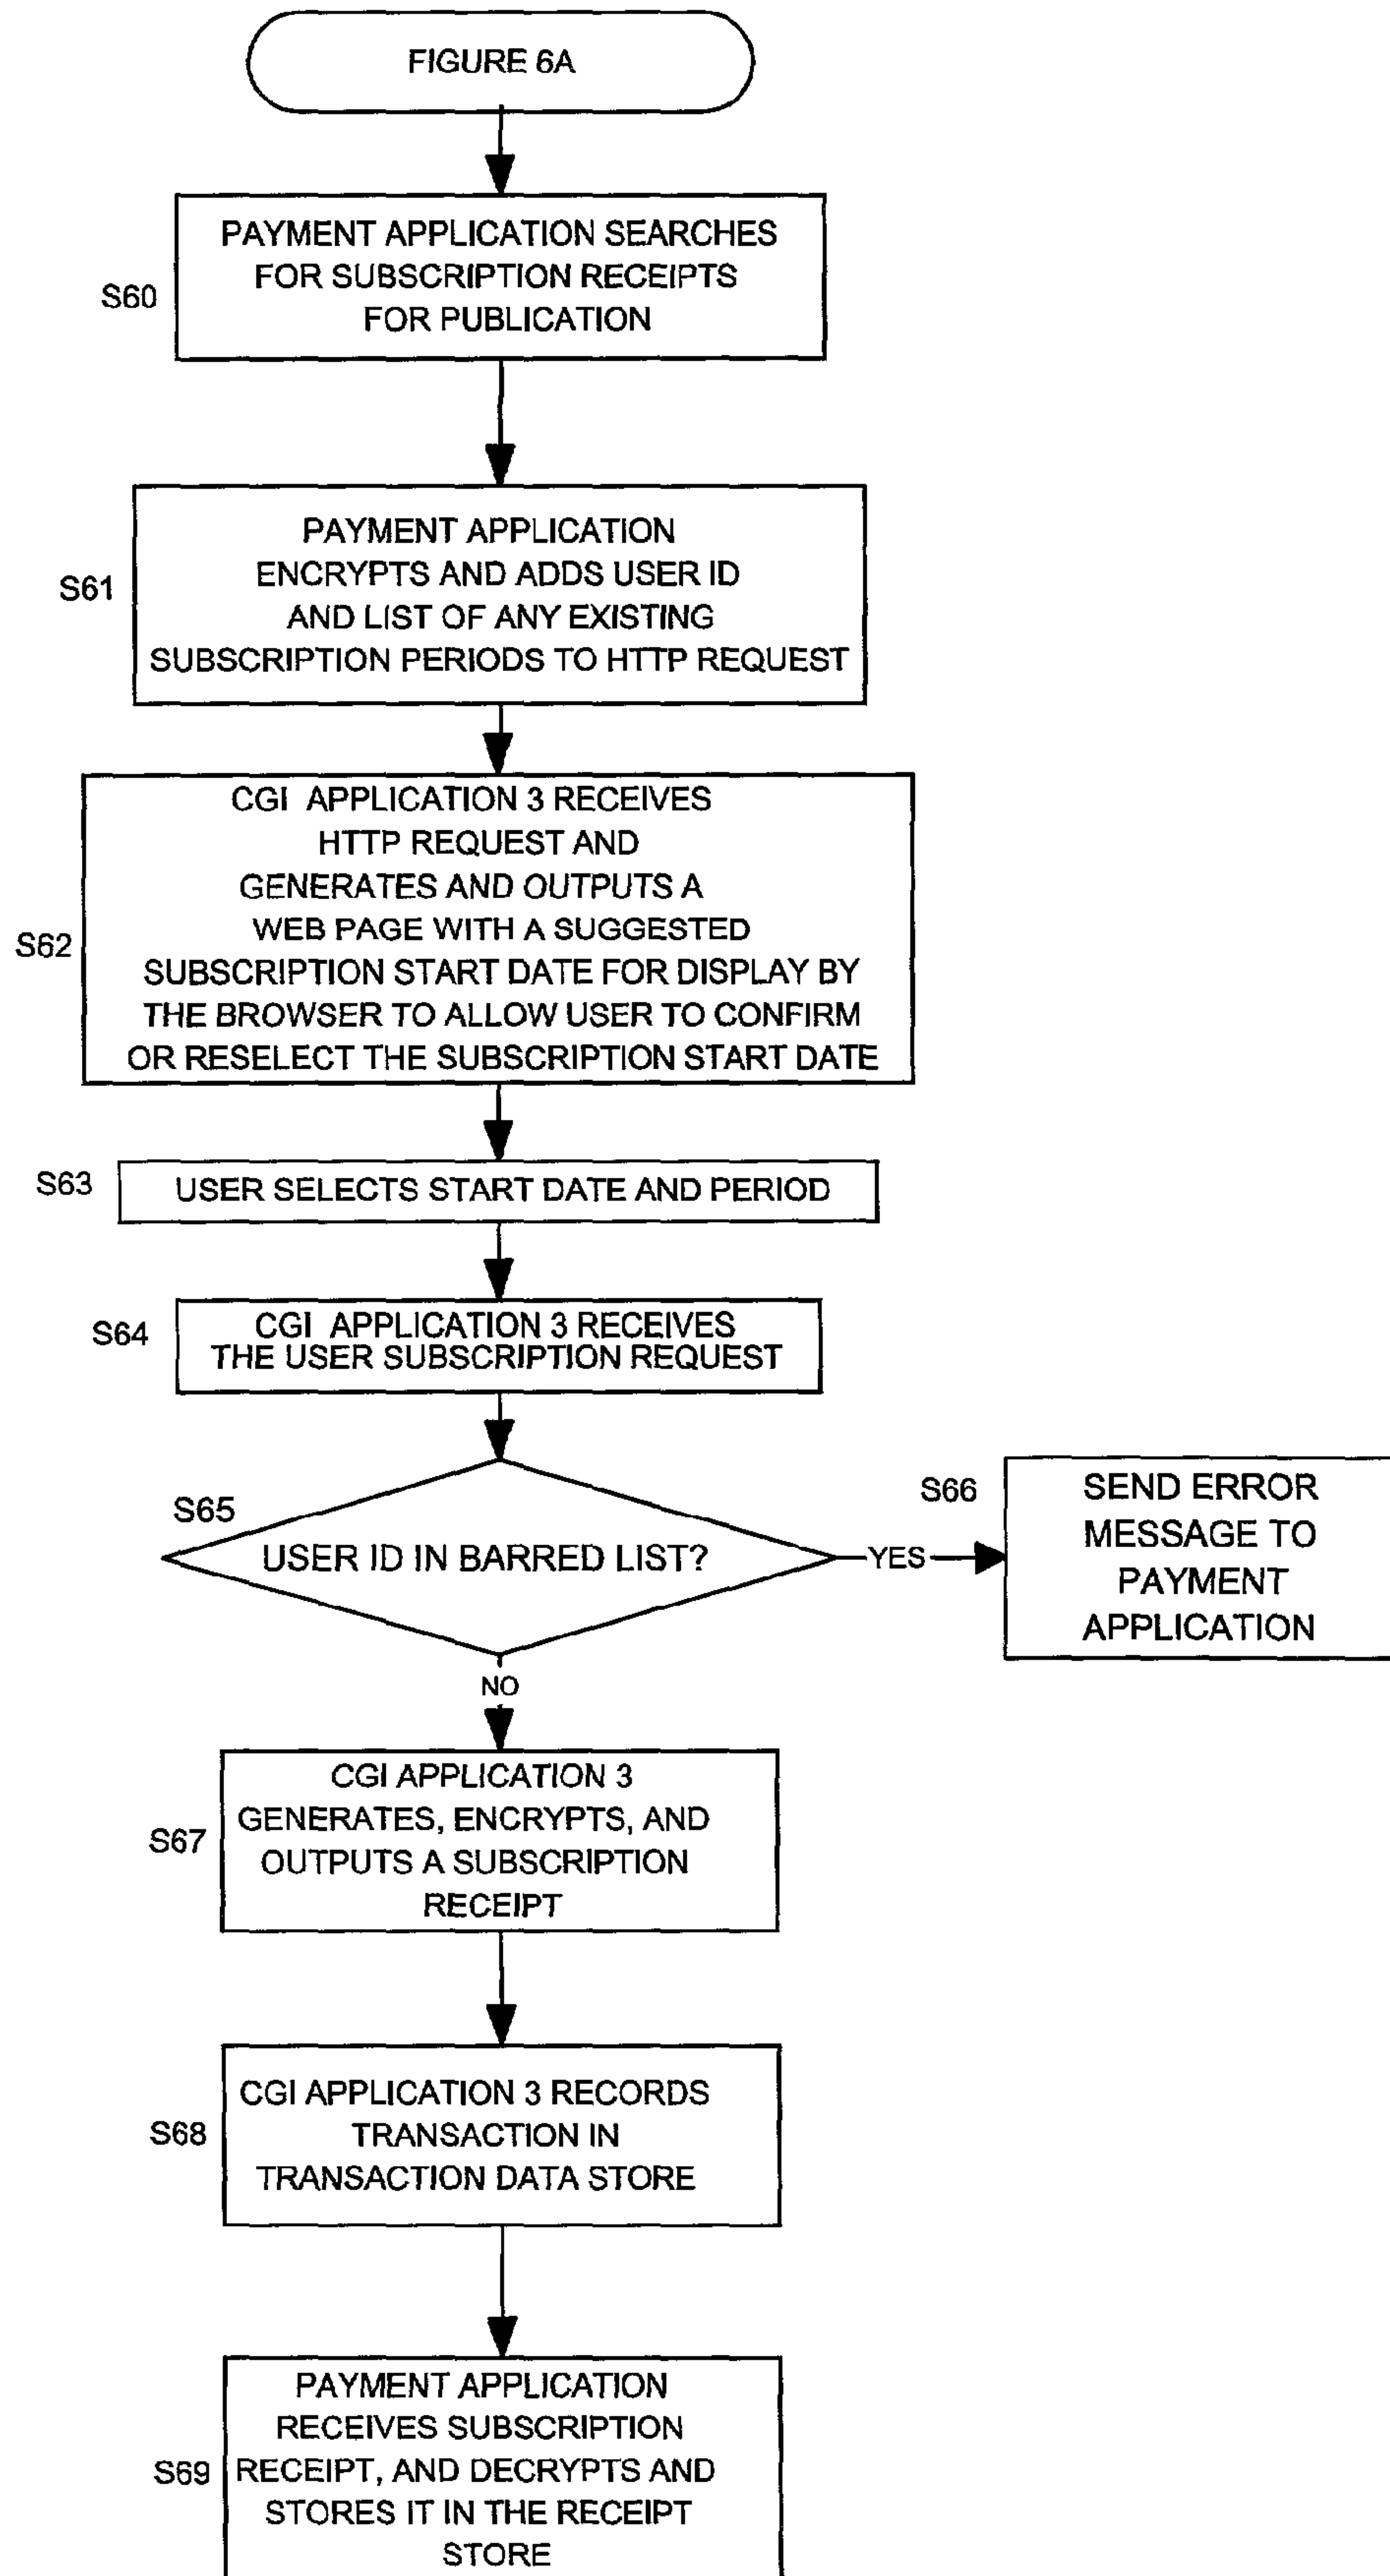 FIGURE 6A
PAYMENT APPLICATION SEARCHES
FOR SUBSCRIPTION RECEIPTS
FOR PUBLICATION
S60
PAYMENT APPLICATION
ENCRYPTS AND ADDS USER ID
AND LIST OF ANY EXISTING
SUBSCRIPTION PERIODS TO HTTP REQUEST
S61
CGI APPLICATION 3 RECEIVES
HTTP REQUEST AND
GENERATES AND OUTPUTS A
WEB PAGE WITH A SUGGESTED
SUBSCRIPTION START DATE FOR DISPLAY BY
THE BROWSER TO ALLOW USER TO CONFIRM
OR RESELECT THE SUBSCRIPTION START DATE
S62
S63
USER SELECTS START DATE AND PERIOD
S64
CGI APPLICATION 3 RECEIVES
THE USER SUBSCRIPTION REQUEST
S65
USER ID IN BARRED LIST?
YES
S66
SEND ERROR
MESSAGE TO
PAYMENT
APPLICATION
NO
CGI APPLICATION 3
GENERATES, ENCRYPTS, AND
OUTPUTS A SUBSCRIPTION
RECEIPT
S67
CGI APPLICATION 3 RECORDS
TRANSACTION IN
TRANSACTION DATA STORE
S68
PAYMENT APPLICATION
RECEIVES SUBSCRIPTION
RECEIPT, AND DECRYPTS AND
STORES IT IN THE RECEIPT
STORE
S69